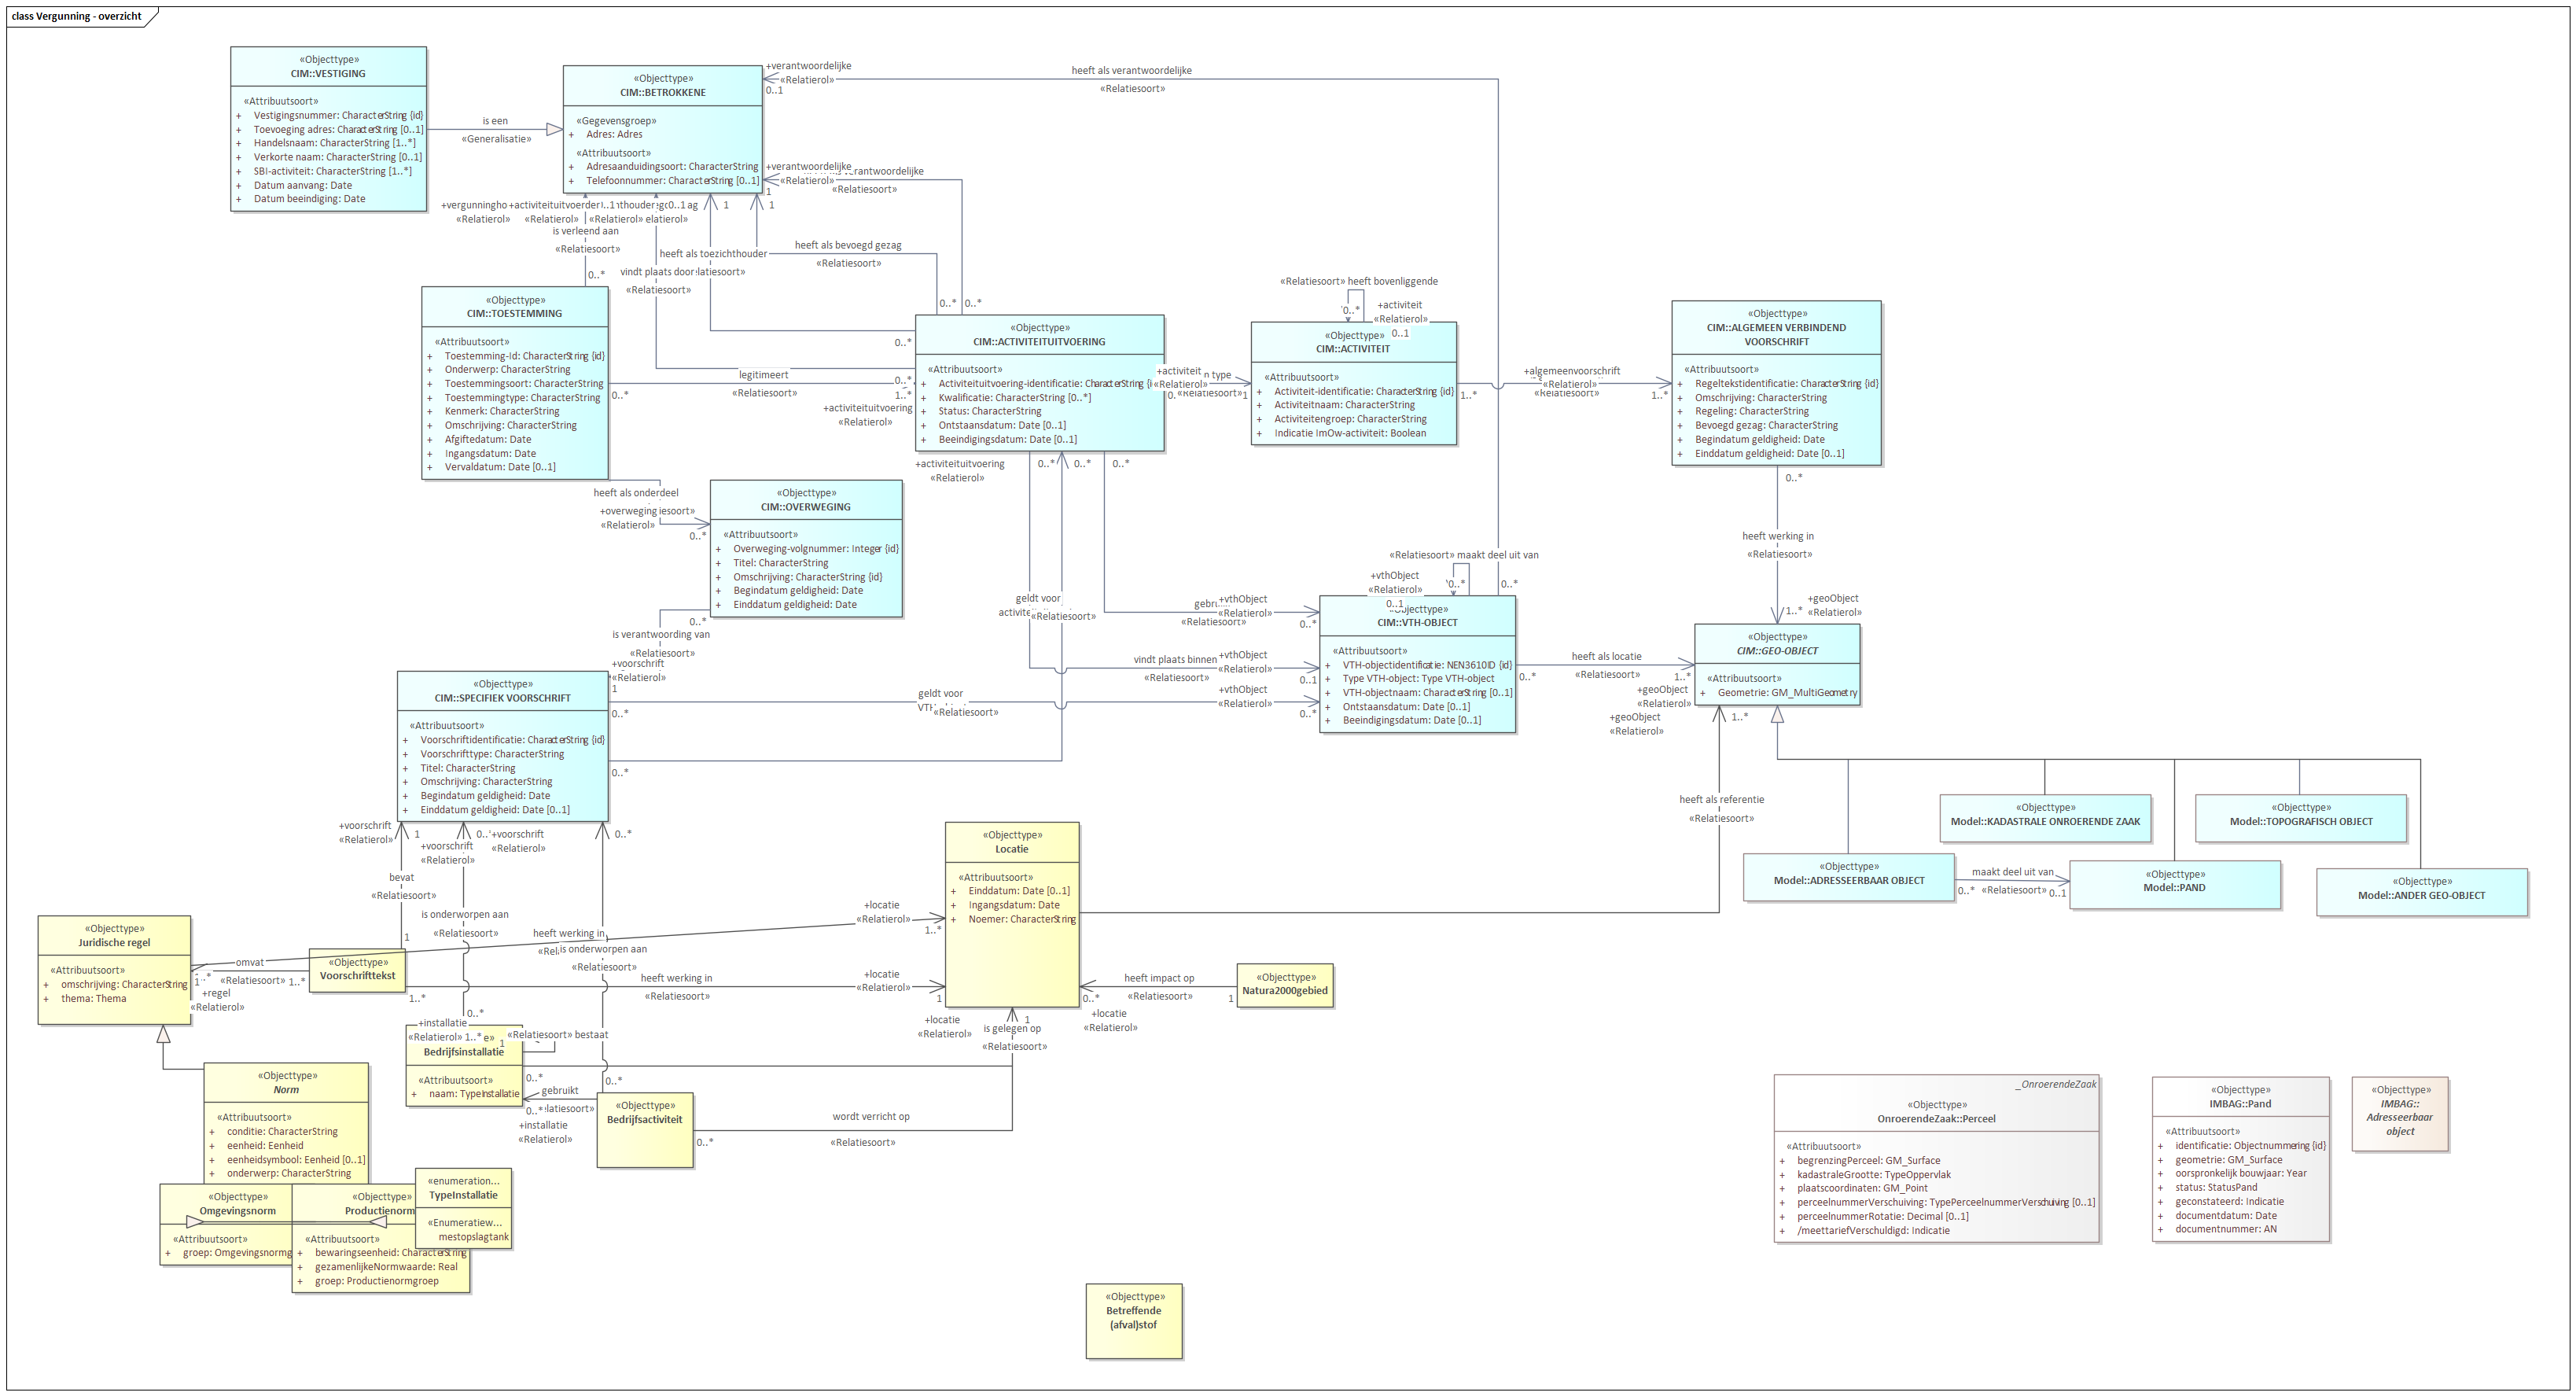 class Vergunning - overzicht
«Objecttype»
CIM::VESTIGING
«Attribuutsoort»
+ Vestigingsnummer: CharacterString {id}
+ Toevoeging adres: CharacterString [0..1]
+ Handelsnaam: CharacterString [1..*]
+ Verkorte naam: CharacterString [0..1]
+ SBI-activiteit: CharacterString [1..*]
+ Datum aanvang: Date
+ Datum beeindiging: Date
is een
«Generalisatie»
«Objecttype»
CIM::BETROKKENE
«Gegevensgroep»
+ Adres: Adres
«Attribuutsoort»
+ Adresaanduidingsoort: CharacterString
+ Telefoonnummer: CharacterString [0..1]
+verantwoordelijke
«Relatierol»
0..1
heeft als verantwoordelijke
«Relatiesoort»
+verantwoordelijke
«Relatierol»
1
verantwoordelijke
«Relatiesoort»
+activiteituitvoerder
0..1
«Relatierol»
«Relatierol»
«Relatierol»
1
1
is verleend aan
«Relatiesoort»
0..*
heeft als toezichthouder
vindt plaats door
«Relatiesoort»
heeft als bevoegd gezag
«Relatiesoort»
0..*
0..*
0..*
«Objecttype»
CIM::TOESTEMMING
«Attribuutsoort»
+ Toestemming-Id: CharacterString {id}
+ Onderwerp: CharacterString
+ Toestemmingsoort: CharacterString
+ Toestemmingtype: CharacterString
+ Kenmerk: CharacterString
+ Omschrijving: CharacterString
+ Afgiftedatum: Date
+ Ingangsdatum: Date
+ Vervaldatum: Date [0..1]
legitimeert
«Relatiesoort»
0..*
0..*
1..*
+activiteituitvoering
«Relatierol»
«Objecttype»
CIM::ACTIVITEITUITVOERING
«Attribuutsoort»
+ Activiteituitvoering-identificatie: CharacterString
+ Kwalificatie: CharacterString [0..*]
+ Status: CharacterString
+ Ontstaansdatum: Date [0..1]
+ Beeindigingsdatum: Date [0..1]
+activiteit
type
«Relatierol»
«Relatiesoort»
1
«Relatiesoort» heeft bovenliggende
0..*
+activiteit
«Relatierol»
0..1
«Objecttype»
CIM::ACTIVITEIT
«Attribuutsoort»
+ Activiteit-identificatie: CharacterString {id}
+ Activiteitnaam: CharacterString
+ Activiteitengroep: CharacterString
+ Indicatie ImOw-activiteit: Boolean
+algemeenvoorschrift
«Relatierol»
«Relatiesoort»
1..*
1..*
«Objecttype»
CIM::ALGEMEEN VERBINDEND
VOORSCHRIFT
«Attribuutsoort»
+ Regeltekstidentificatie: CharacterString {id}
+ Omschrijving: CharacterString
+ Regeling: CharacterString
+ Bevoegd gezag: CharacterString
+ Begindatum geldigheid: Date
+ Einddatum geldigheid: Date [0..1]
0..*
heeft werking in
«Relatiesoort»
1..*
+geoObject
«Relatierol»
heeft als onderdeel
+overweging
«Relatierol»
0..*
«Objecttype»
CIM::OVERWEGING
«Attribuutsoort»
+ Overweging-volgnummer: Integer {id}
+ Titel: CharacterString
+ Omschrijving: CharacterString {id}
+ Begindatum geldigheid: Date
+ Einddatum geldigheid: Date
0..*
is verantwoording van
«Relatiesoort»
+voorschrift
«Relatierol»
1
+activiteituitvoering
«Relatierol»
0..*
0..*
0..*
geldt voor
«Relatiesoort»
+vthObject
«Relatierol»
«Relatiesoort»
0..*
vindt plaats binnen
«Relatiesoort»
+vthObject
«Relatierol»
0..1
geldt voor
«Relatiesoort»
+vthObject
«Relatierol»
0..*
«Relatiesoort» maakt deel uit van
+vthObject
«Relatierol»
0..1
0..*
0..*
«Objecttype»
CIM::VTH-OBJECT
«Attribuutsoort»
+ VTH-objectidentificatie: NEN3610ID {id}
+ Type VTH-object: Type VTH-object
+ VTH-objectnaam: CharacterString [0..1]
+ Ontstaansdatum: Date [0..1]
+ Beeindigingsdatum: Date [0..1]
heeft als locatie
«Relatiesoort»
0..*
1..*
+geoObject
«Relatierol»
+geoObject
«Relatierol»
1..*
«Objecttype»
CIM::GEO-OBJECT
«Attribuutsoort»
+ Geometrie: GM_MultiGeometry
heeft als referentie
«Relatiesoort»
«Objecttype»
CIM::SPECIFIEK VOORSCHRIFT
«Attribuutsoort»
+ Voorschriftidentificatie: CharacterString {id}
+ Voorschrifttype: CharacterString
+ Titel: CharacterString
+ Omschrijving: CharacterString
+ Begindatum geldigheid: Date
+ Einddatum geldigheid: Date [0..1]
0..*
0..*
+voorschrift
«Relatierol»
1
+voorschrift
«Relatierol»
+voorschrift
«Relatierol»
0..*
bevat
«Relatiesoort»
1
is onderworpen aan
«Relatiesoort»
0..*
heeft werking in
is onderworpen aan
«Relatiesoort»
0..*
«Objecttype»
Model::KADASTRALE ONROERENDE ZAAK
«Objecttype»
Model::TOPOGRAFISCH OBJECT
«Objecttype»
Model::ADRESSEERBAAR OBJECT
maakt deel uit van
0..*
«Relatiesoort»
0..1
«Objecttype»
Model::PAND
«Objecttype»
Model::ANDER GEO-OBJECT
«Objecttype»
Locatie
«Attribuutsoort»
+ Einddatum: Date [0..1]
+ Ingangsdatum: Date
+ Noemer: CharacterString
+locatie
«Relatierol»
1..*
heeft werking in
«Relatiesoort»
1..*
+locatie
«Relatierol»
1
heeft impact op
«Relatiesoort»
0..*
1
+locatie
«Relatierol»
«Objecttype»
Natura2000gebied
+locatie
«Relatierol»
1
is gelegen op
«Relatiesoort»
«Objecttype»
Juridische regel
«Attribuutsoort»
+ omschrijving: CharacterString
+ thema: Thema
omvat
«Relatiesoort»
1..*
+regel
«Relatierol»
«Objecttype»
Voorschrifttekst
+installatie
«Relatierol»
1..*
1
«Relatiesoort» bestaat
Bedrijfsinstallatie
«Attribuutsoort»
+ naam: TypeInstallatie
0..*
gebruikt
0..*
+installatie
«Relatierol»
«Objecttype»
Bedrijfsactiviteit
wordt verricht op
«Relatiesoort»
0..*
«Objecttype»
Norm
«Attribuutsoort»
+ conditie: CharacterString
+ eenheid: Eenheid
+ eenheidsymbool: Eenheid [0..1]
+ onderwerp: CharacterString
«Objecttype»
Omgevingsnorm
«Attribuutsoort»
+ groep:
«Objecttype»
Productienorm
«Attribuutsoort»
+ bewaringseenheid: CharacterString
+ gezamenlijkeNormwaarde: Real
+ groep: Productienormgroep
«enumeration...
TypeInstallatie
«Enumeratiew...
mestopslagtank
_OnroerendeZaak
«Objecttype»
OnroerendeZaak::Perceel
«Attribuutsoort»
+ begrenzingPerceel: GM_Surface
+ kadastraleGrootte: TypeOppervlak
+ plaatscoordinaten: GM_Point
+ perceelnummerVerschuiving: TypePerceelnummerVerschuiving [0..1]
+ perceelnummerRotatie: Decimal [0..1]
+ /meettariefVerschuldigd: Indicatie
«Objecttype»
IMBAG::Pand
«Attribuutsoort»
+ identificatie: Objectnummering {id}
+ geometrie: GM_Surface
+ oorspronkelijk bouwjaar: Year
+ status: StatusPand
+ geconstateerd: Indicatie
+ documentdatum: Date
+ documentnummer: AN
«Objecttype»
IMBAG::
Adresseerbaar
object
«Objecttype»
Betreffende
(afval)stof